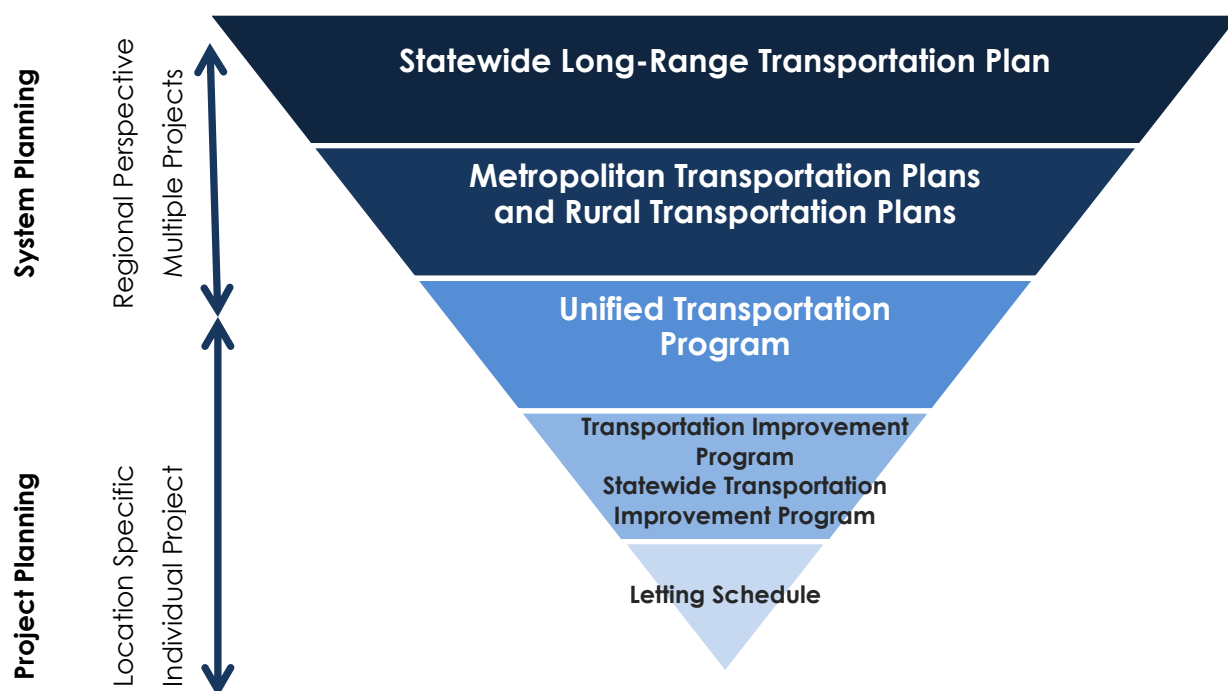 System Planning
Regional Perspective
Multiple Projects
Project Planning
Location Specific
Individual Project
Statewide Long-Range Transportation Plan
Metropolitan Transportation Plans
and Rural Transportation Plans
Unified Transportation
Program
Transportation Improvement
Program
Statewide Transportation
Improvement Program
Letting Schedule